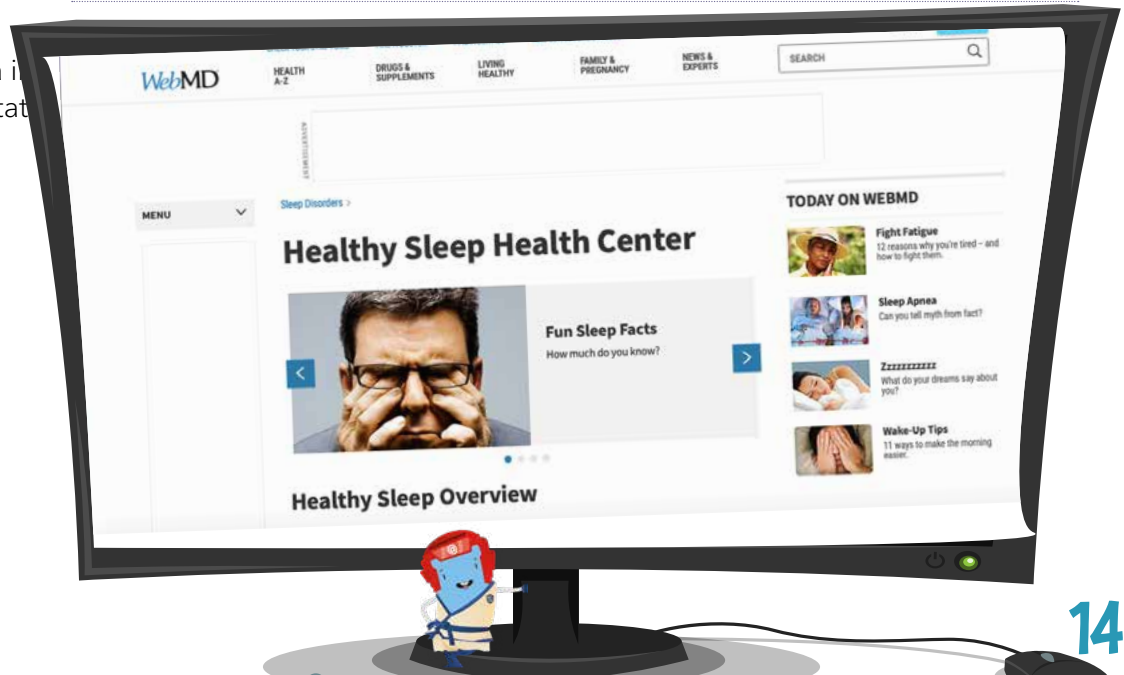 WebMD
HEALTH
A-Z
DRUGS &
SUPPLEMENTS
LIVING
HEALTHY
FAMILY &
PREGNANCY
NEWS &
EXPERTS
SEARCH
ADVERTISEMENT
MENU
Sleep Disorders >
Healthy Sleep Health Center
Fun Sleep Facts
How much do you know?
Healthy Sleep Overview
TODAY ON WEBMD
Fight Fatigue
12 reasons why you're tired – and
how to fight them.
Sleep Apnea
Can you tell myth from fact?
Zzzzzzzzzzz
What do your dreams say about
you?
Wake-Up Tips
11 ways to make the morning
easier.
14